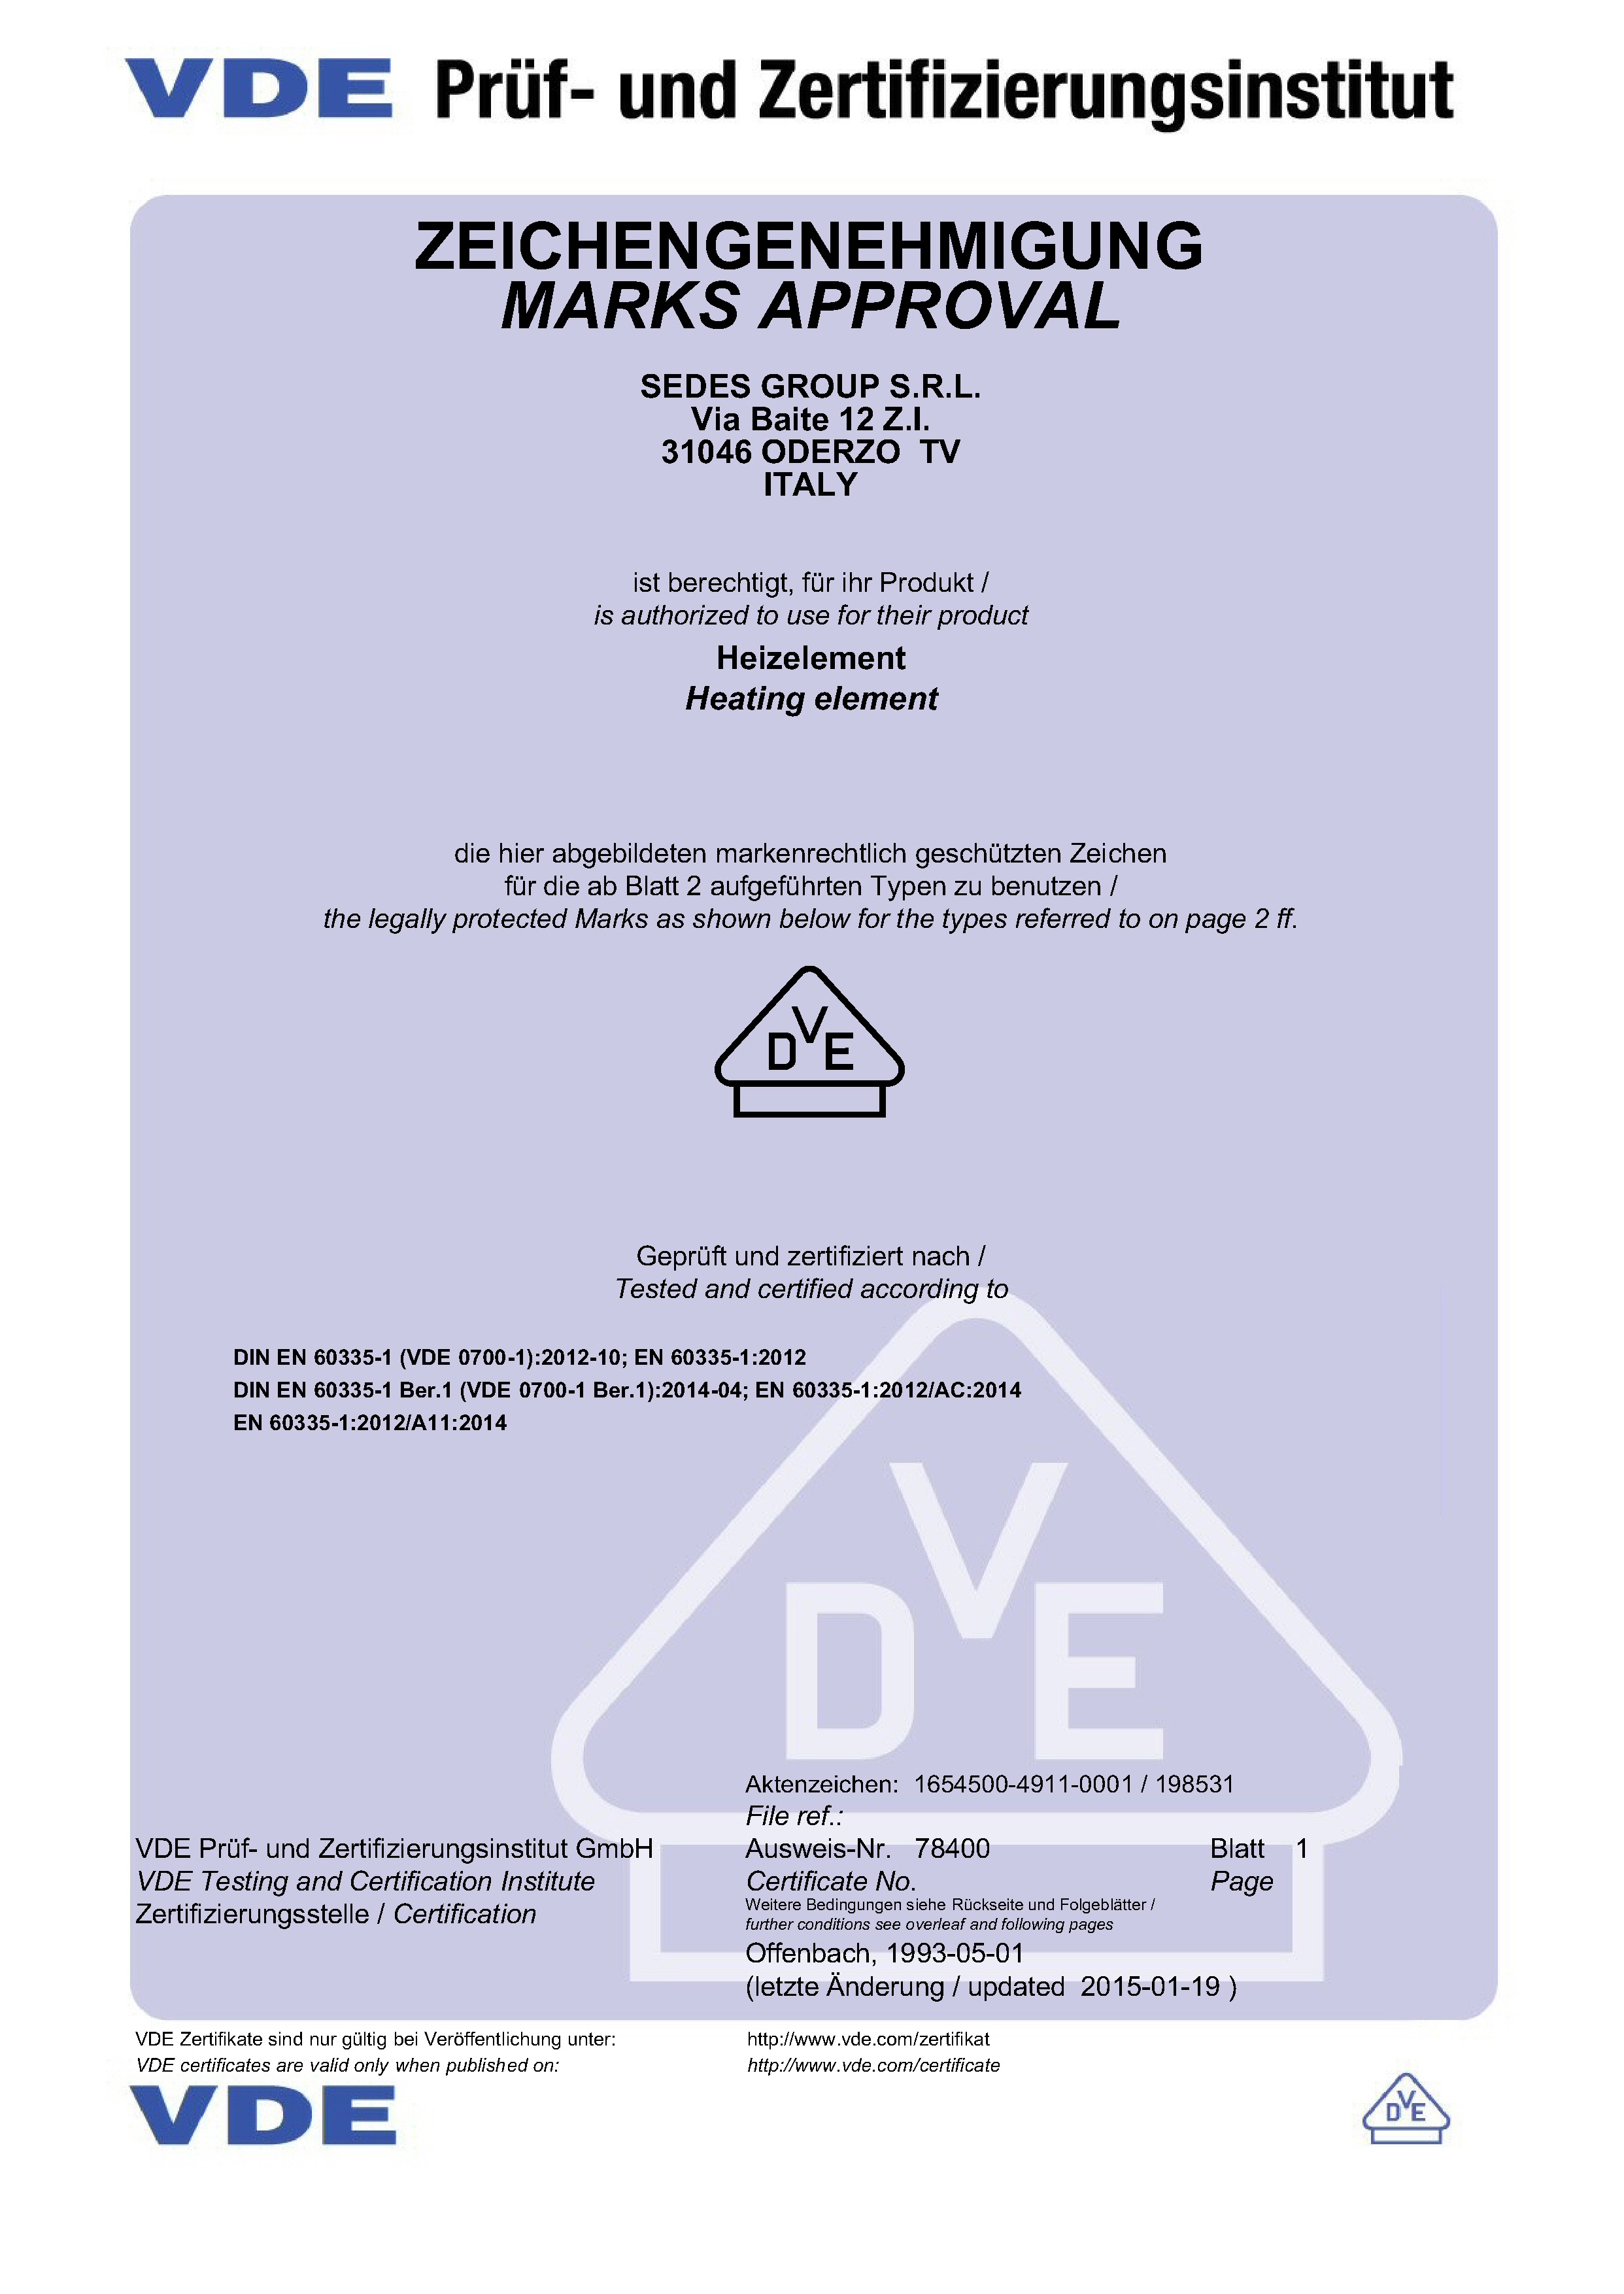 VDE Prüf- und Zertifizierungsinstitut
ZEICHENGENEHMIGUNG
MARKS APPROVAL
SEDES GROUP S.R.L.
Via Baite 12 Z.I.
31046 ODERZO TV
ITALY
ist berechtigt, für ihr Produkt /
is authorized to use for their product
Heizelement
Heating element
die hier abgebildeten markenrechtlich geschützten Zeichen
für die ab Blatt 2 aufgeführten Typen zu benutzen /
the legally protected Marks as shown below for the types referred to on page 2 ff.
DVE
Geprüft und zertifiziert nach /
Tested and certified according to
DIN EN 60335-1 (VDE 0700-1):2012-10; EN 60335-1:2012
DIN EN 60335-1 Ber.1 (VDE 0700-1 Ber.1):2014-04; EN 60335-1:2012/AC:2014
EN 60335-1:2012/A11:2014
DVE
Aktenzeichen: 1654500-4911-0001 / 198531
File ref.:
VDE Prüf- und Zertifizierungsinstitut GmbH
VDE Testing and Certification Institute
Zertifizierungsstelle / Certification
Ausweis-Nr. 78400 Blatt 1
Certificate No. Page
Weitere Bedingungen siehe Rückseite und Folgeblätter /
further conditions see overleaf and following pages
Offenbach, 1993-05-01
(letzte Änderung / updated 2015-01-19 )
VDE Zertifikate sind nur gültig bei Veröffentlichung unter: http://www.vde.com/zertifikat
VDE certificates are valid only when published on: http://www.vde.com/certificate
VDE
DVE